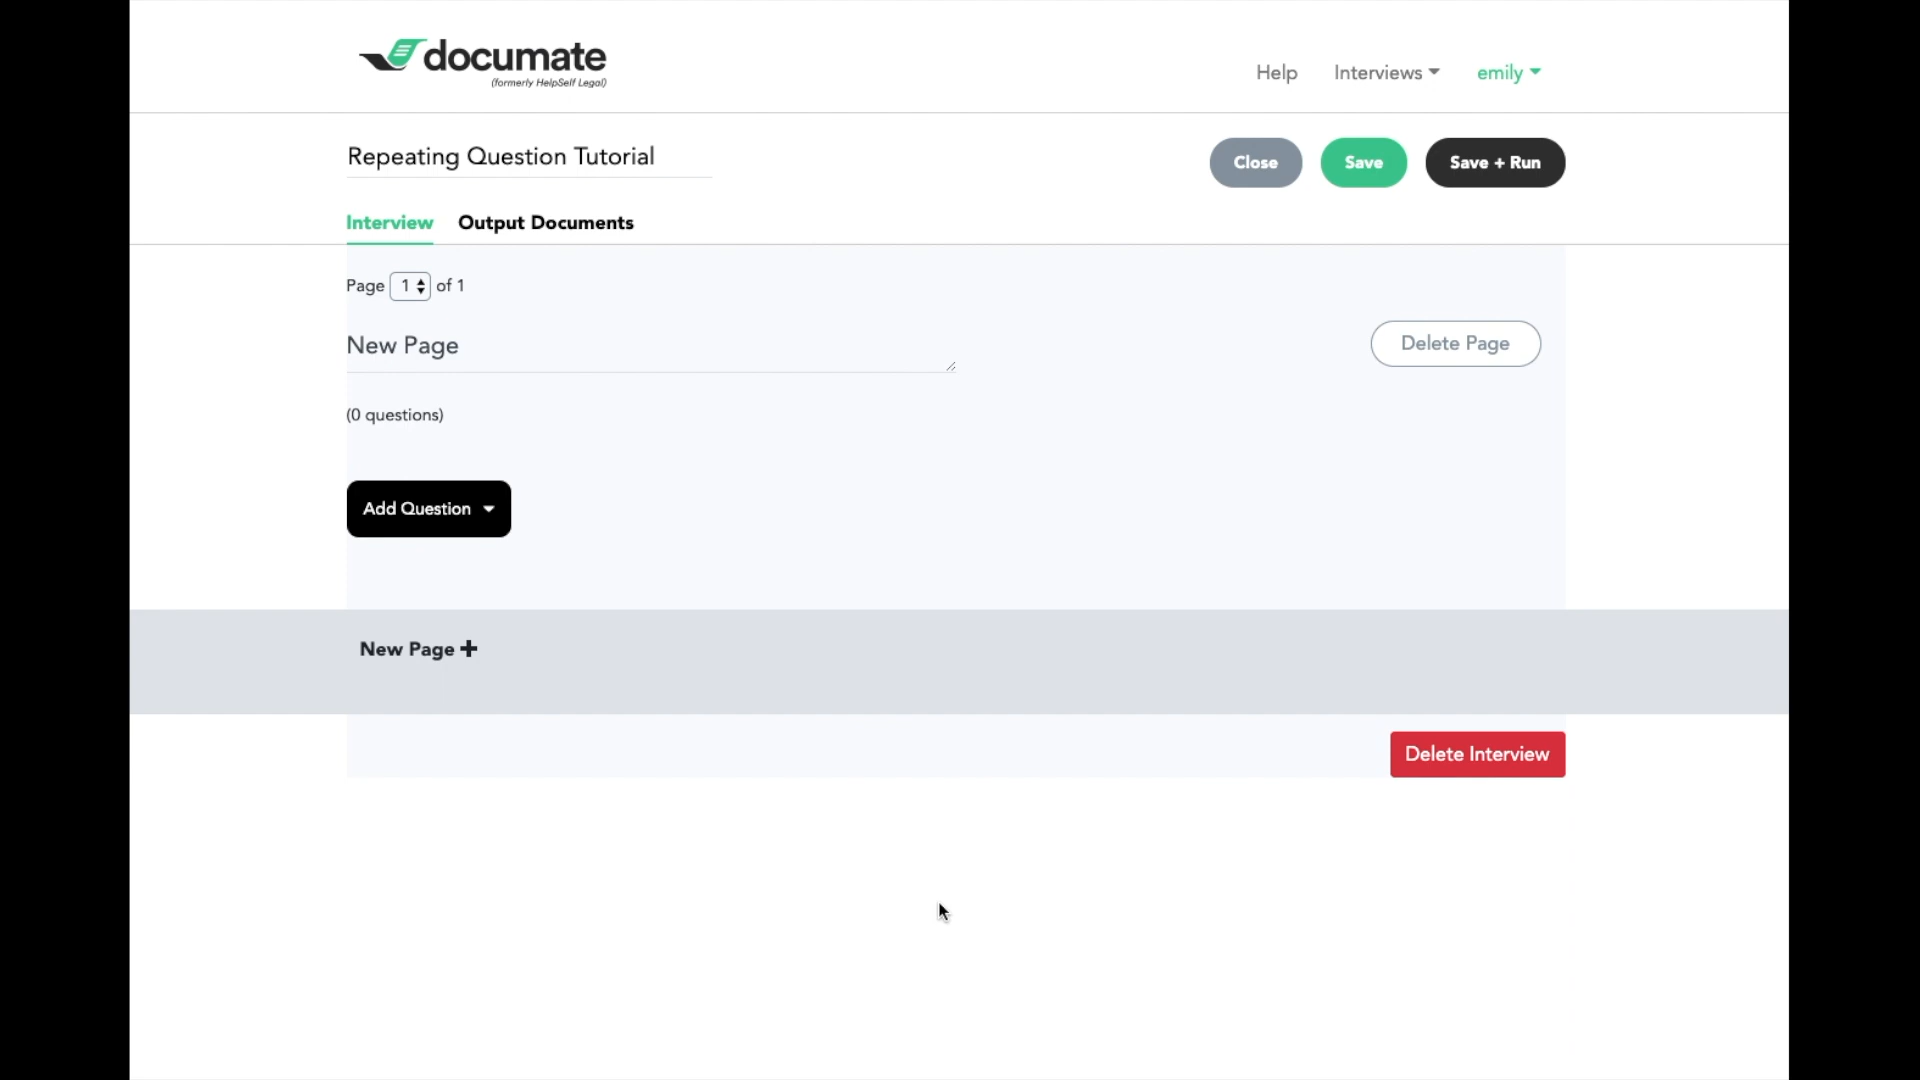 documate
(formerly HelpSelf Legal)
Help Interviews emily
Repeating Question Tutorial
Close Save Save + Run
Interview Output Documents
Page 1 of 1
New Page
Delete Page
(0 questions)
Add Question
New Page
Delete Interview